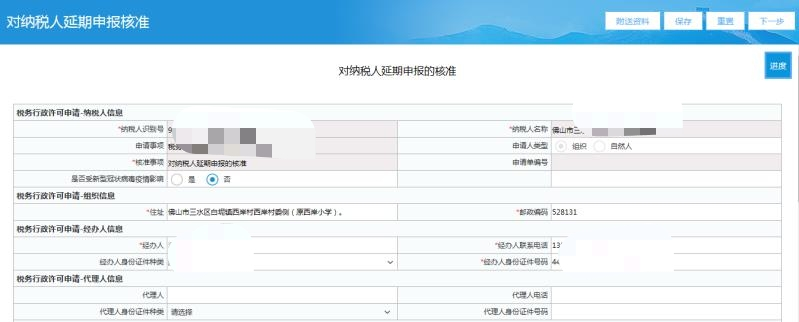 对纳税人延期申报核准 附送资料 保存 重置 下一步
进度
对纳税人延期申报的核准
税务行政许可申请-纳税人信息
*纳税人识别号 9 *纳税人名称 佛山市三水
申请事项 税务 申请人类型 组织 自然人
*核准事项 对纳税人延期申报的核准 申请单编号
是否受新型冠状病毒疫情影响 是 否
税务行政许可申请-组织信息
*住址 佛山市三水区白坭镇西岸村西岸村委侧（原西岸小学）。 *邮政编码 528131
税务行政许可申请-经办人信息
*经办人 *经办人联系电话 13
经办人身份证件种类 *经办人身份证件号码 44
税务行政许可申请-代理人信息
代理人 代理人电话
代理人身份证件种类 请选择 代理人身份证件号码